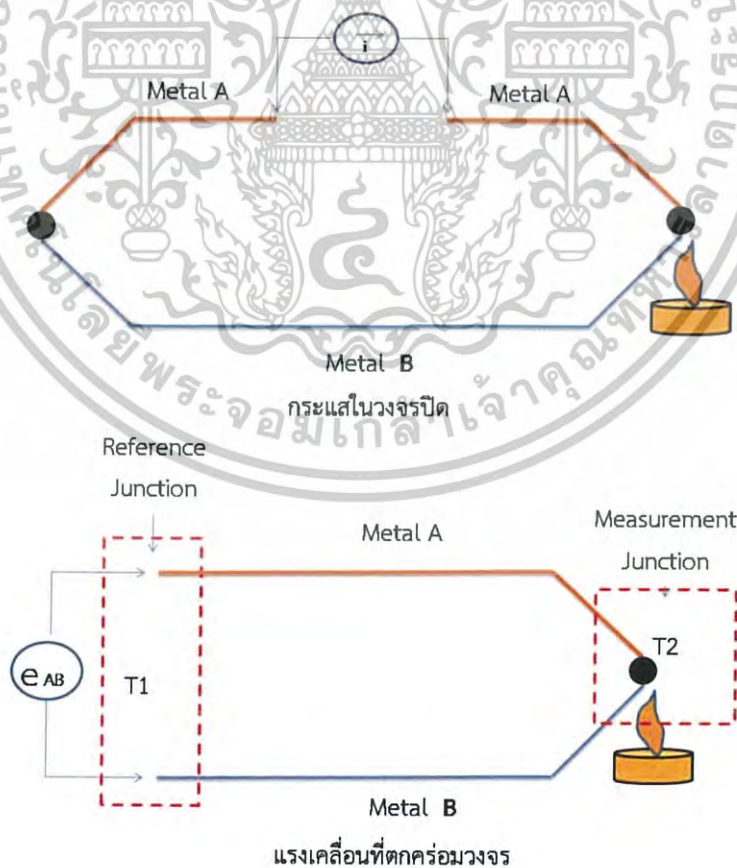 i
Metal A
Metal A
Metal B
กระแสในวงจรปิด
Reference
Junction
Metal A
Measurement
Junction
e AB
T1
T2
Metal B
แรงเคลื่อนที่ตกคร่อมวงจร